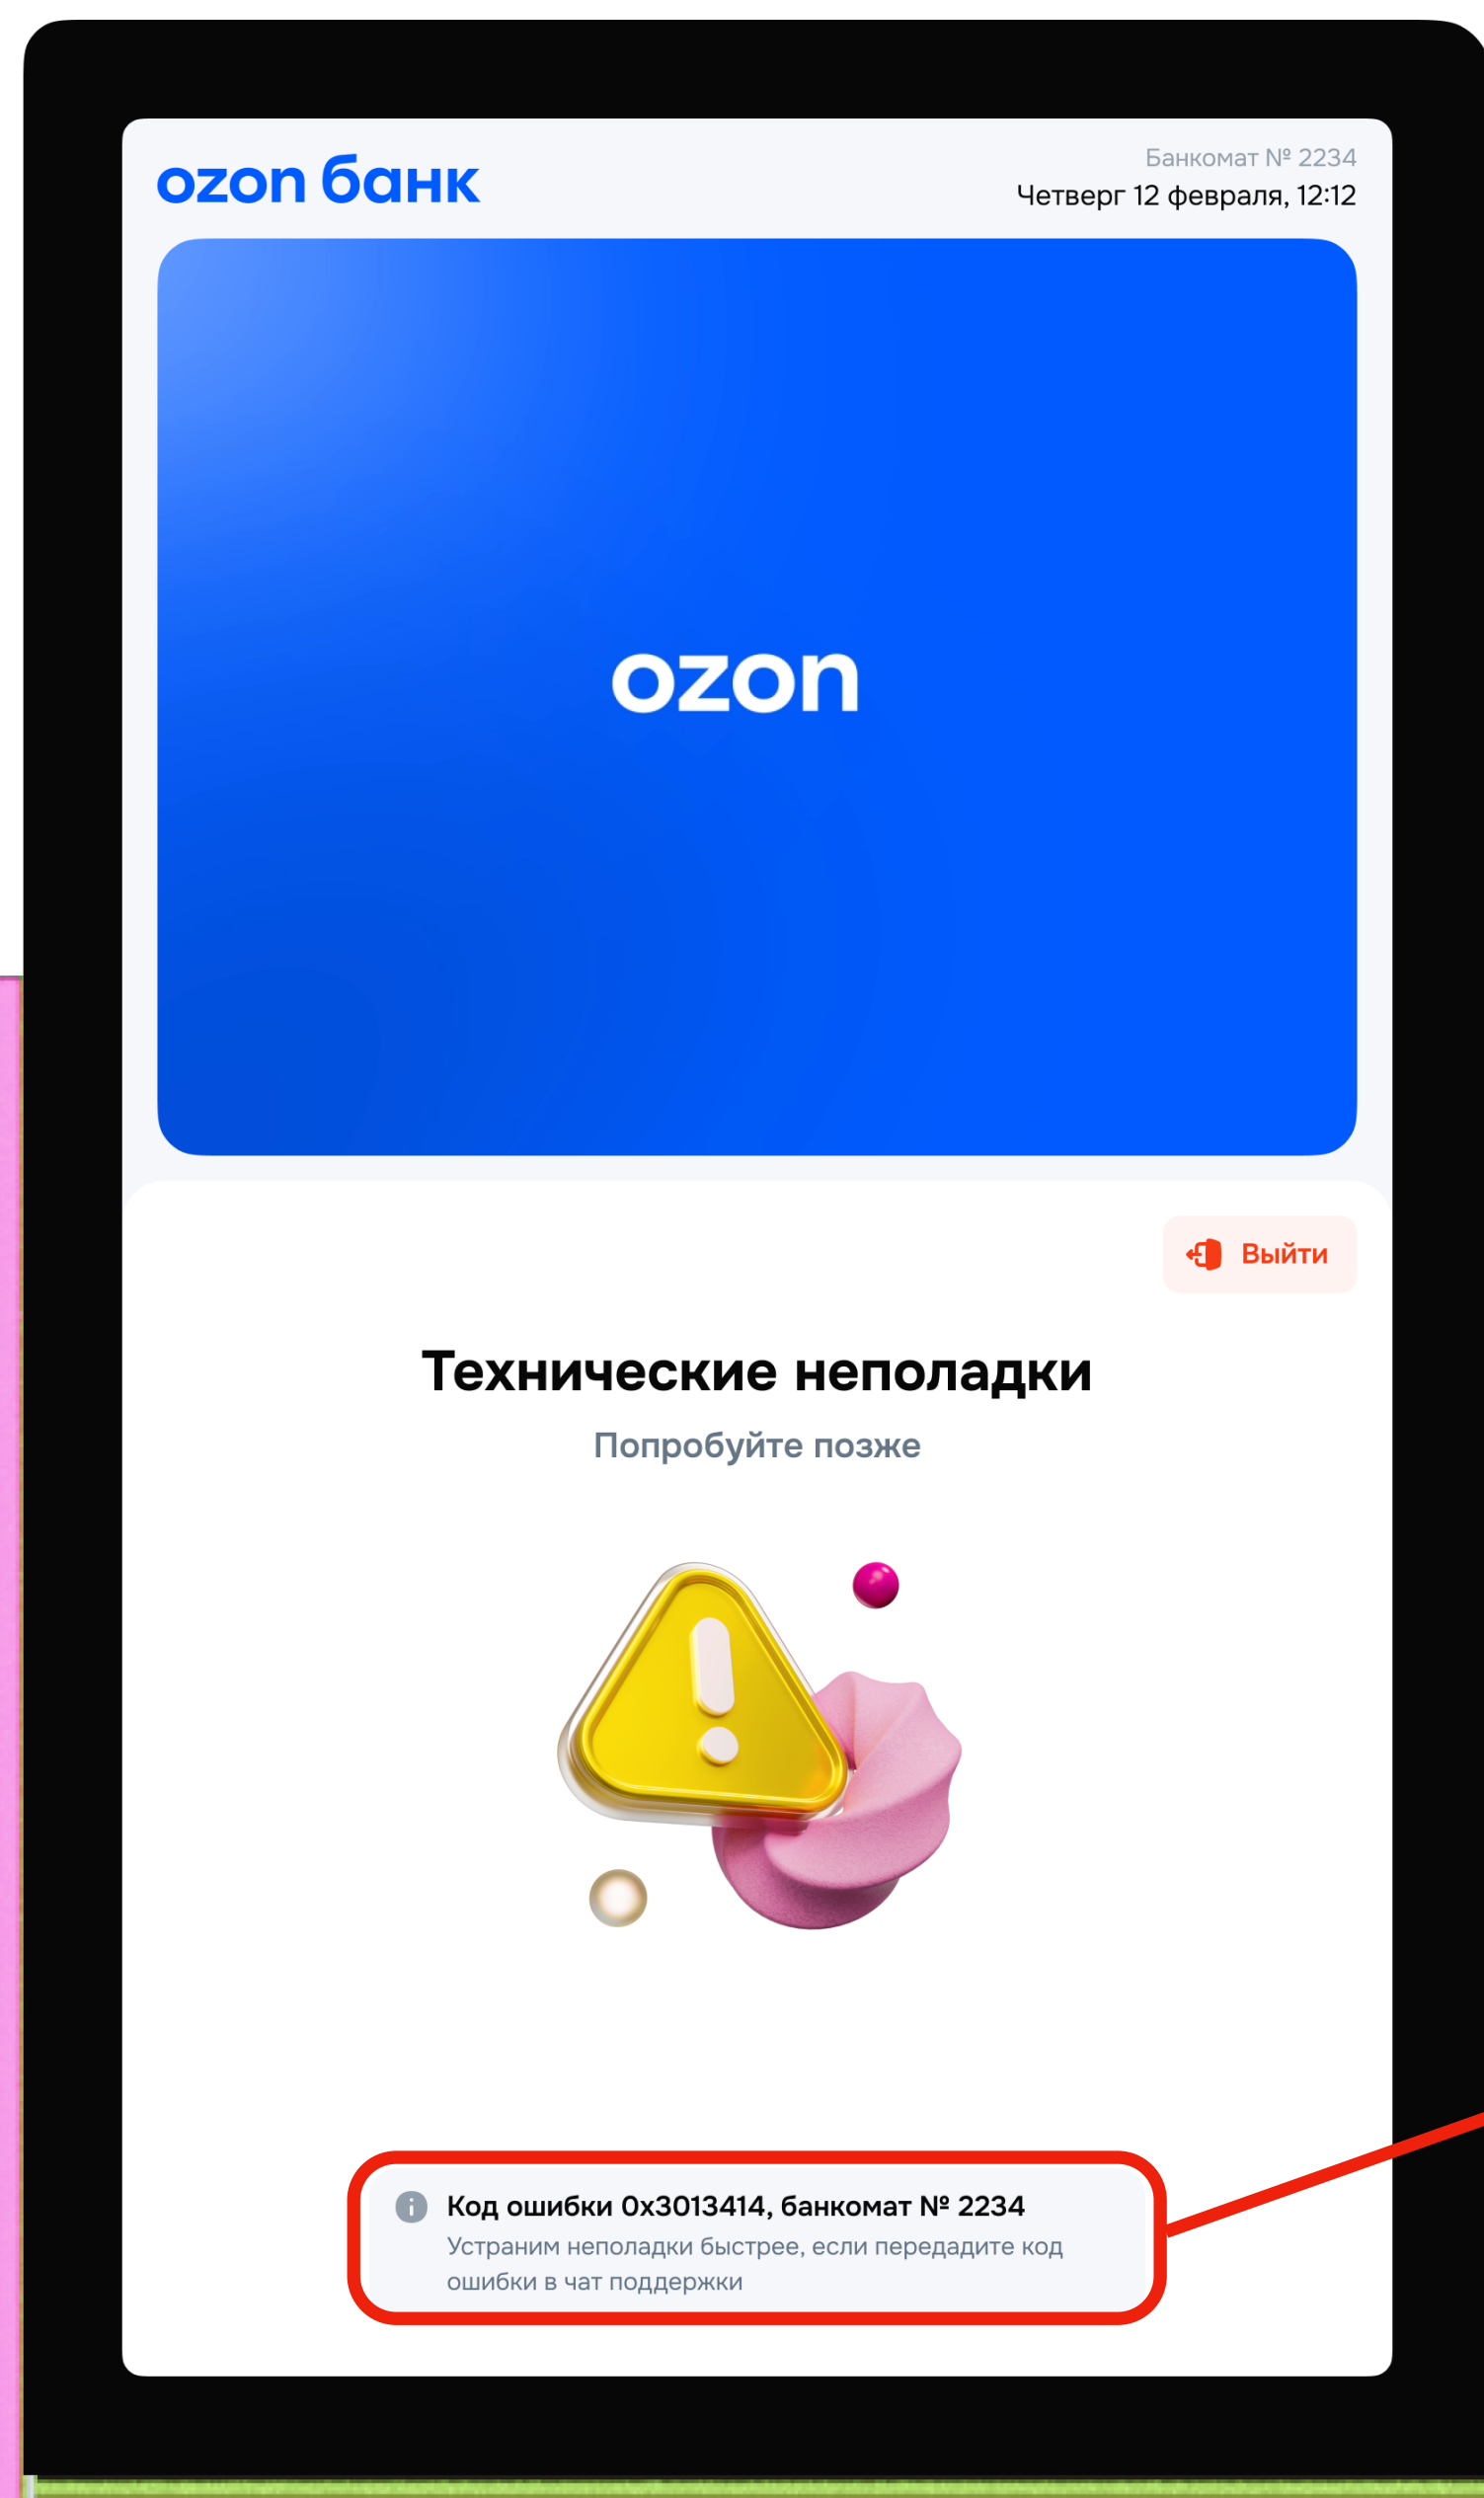 ozon банк
Банкомат № 2234
Четверг 12 февраля, 12:12
ozon
Выйти
Технические неполадки
Попробуйте позже
Код ошибки 0x3013414, банкомат № 2234
Устраним неполадки быстрее, если передадите код
ошибки в чат поддержки